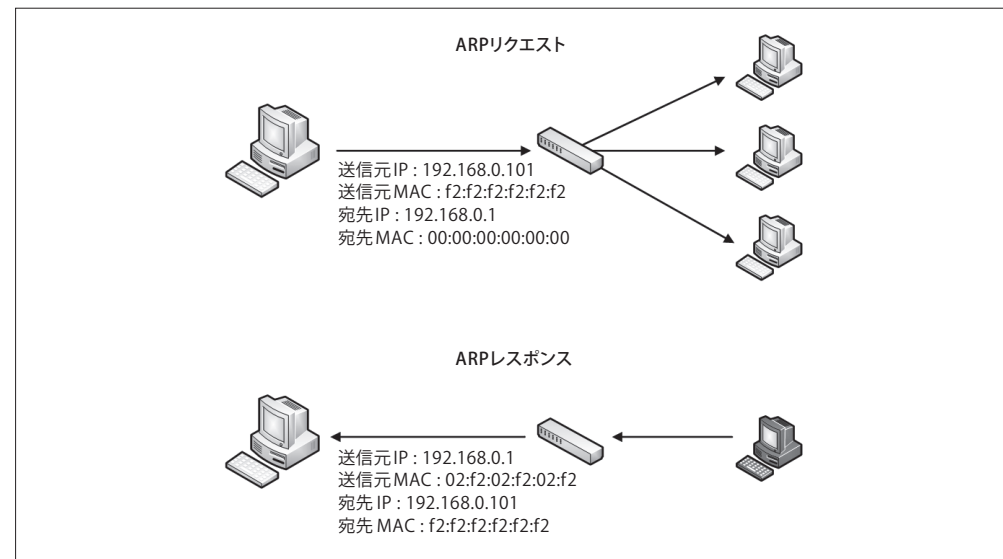 ARPリクエスト
送信元IP : 192.168.0.101
送信元MAC : f2:f2:f2:f2:f2:f2
宛先IP : 192.168.0.1
宛先MAC : 00:00:00:00:00:00
ARPレスポンス
送信元IP : 192.168.0.1
送信元MAC : 02:f2:02:f2:02:f2
宛先 IP : 192.168.0.101
宛先 MAC : f2:f2:f2:f2:f2:f2